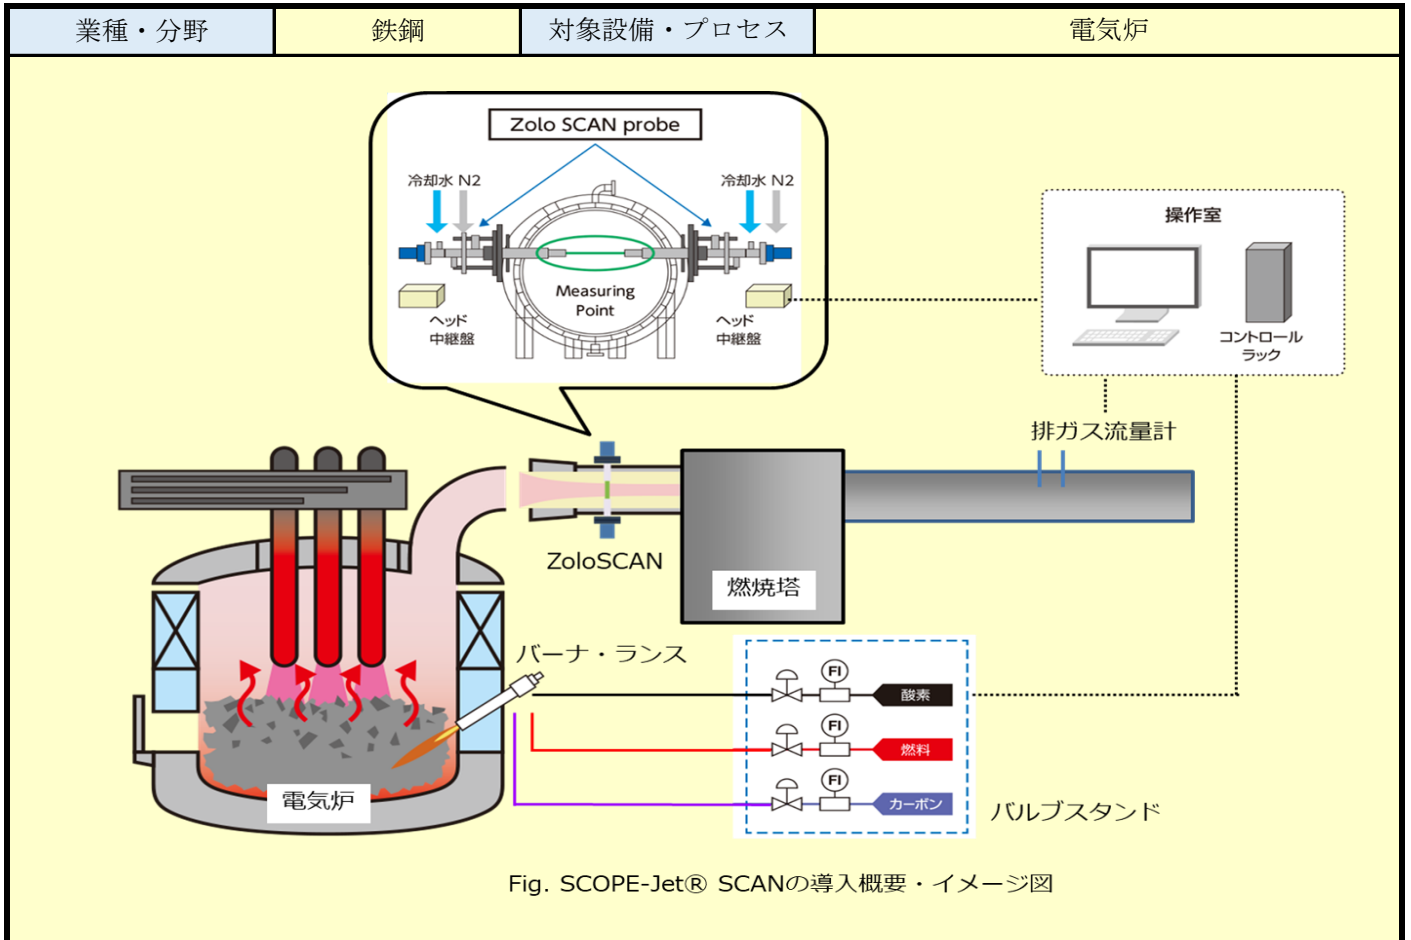 業種・分野
鉄鋼
対象設備・プロセス
電気炉
Zolo SCAN probe
冷却水 N2
冷却水 N2
Measuring
Point
ヘッド
中継盤
ヘッド
中継盤
操作室
コントロール
ラック
排ガス流量計
ZoloSCAN
燃焼塔
バーナ・ランス
FI
酸素
FI
燃料
FI
カーボン
電気炉
バルブスタンド
Fig. SCOPE-Jet® SCANの導入概要・イメージ図